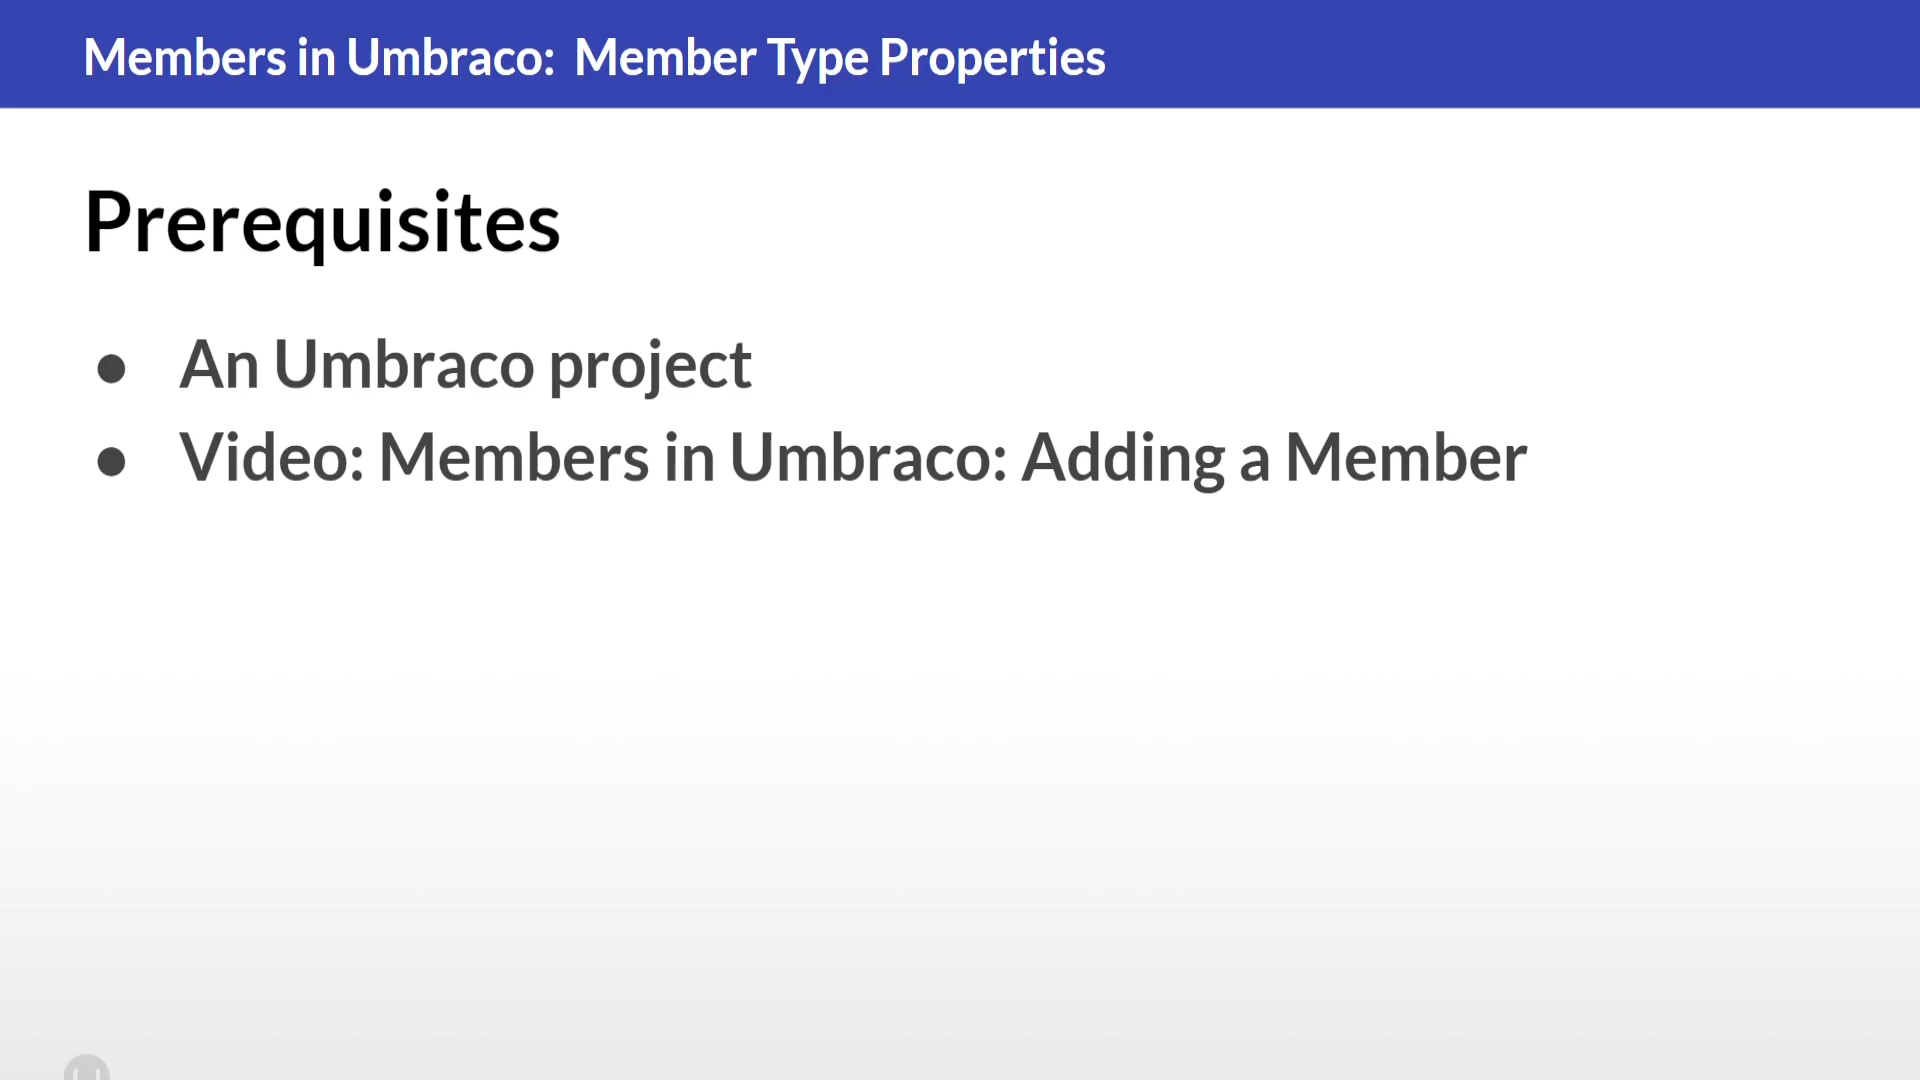 Members in Umbraco: Member Type Properties
Prerequisites
● An Umbraco project
● Video: Members in Umbraco: Adding a Member